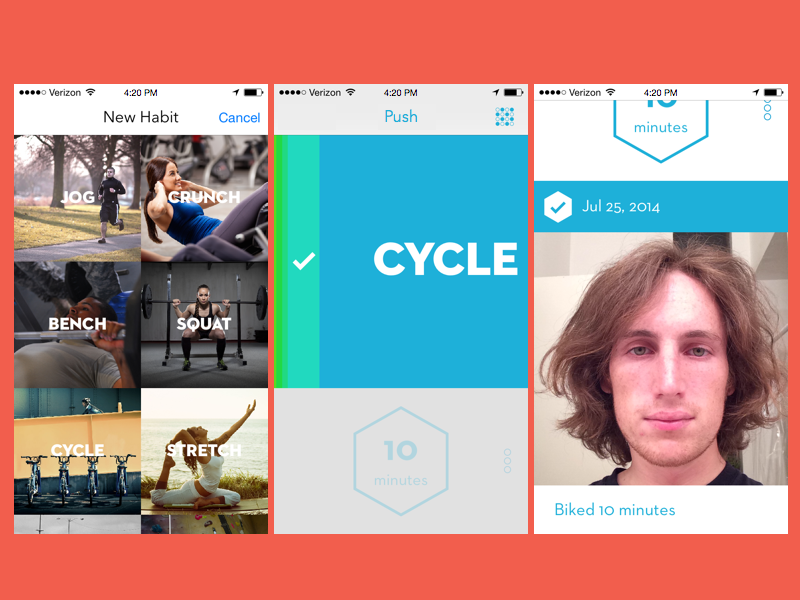 Verizon 4:20 PM
New Habit Cancel
JOG CRUNCH
BENCH SQUAT
CYCLE STRETCH
Verizon 4:20 PM
Push
CYCLE
10
minutes
Verizon 4:20 PM
10
minutes
Jul 25, 2014
Biked 10 minutes